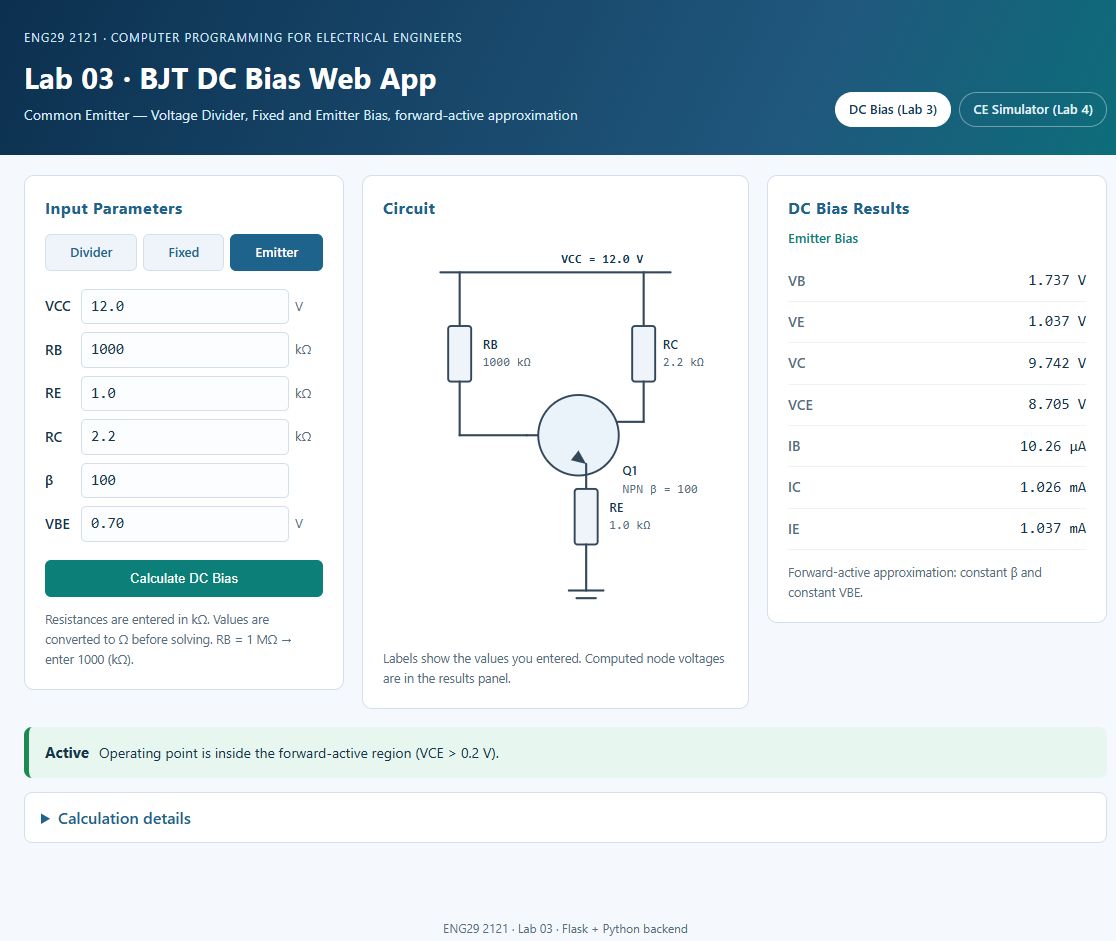 ENG29 2121 · COMPUTER PROGRAMMING FOR ELECTRICAL ENGINEERS
Lab 03 · BJT DC Bias Web App
Common Emitter — Voltage Divider, Fixed and Emitter Bias, forward-active approximation
DC Bias (Lab 3)
CE Simulator (Lab 4)
Input Parameters
Divider
Fixed
Emitter
VCC 12.0 V
RB 1000 kΩ
RE 1.0 kΩ
RC 2.2 kΩ
β 100
VBE 0.70 V
Calculate DC Bias
Resistances are entered in kΩ. Values are
converted to Ω before solving. RB = 1 MΩ →
enter 1000 (kΩ).
Circuit
VCC = 12.0 V
RB
1000 kΩ
RC
2.2 kΩ
Q1
NPN β = 100
RE
1.0 kΩ
Labels show the values you entered. Computed node voltages
are in the results panel.
DC Bias Results
Emitter Bias
VB 1.737 V
VE 1.037 V
VC 9.742 V
VCE 8.705 V
IB 10.26 µA
IC 1.026 mA
IE 1.037 mA
Forward-active approximation: constant β and
constant VBE.
Active Operating point is inside the forward-active region (VCE > 0.2 V).
▶ Calculation details
ENG29 2121 · Lab 03 · Flask + Python backend